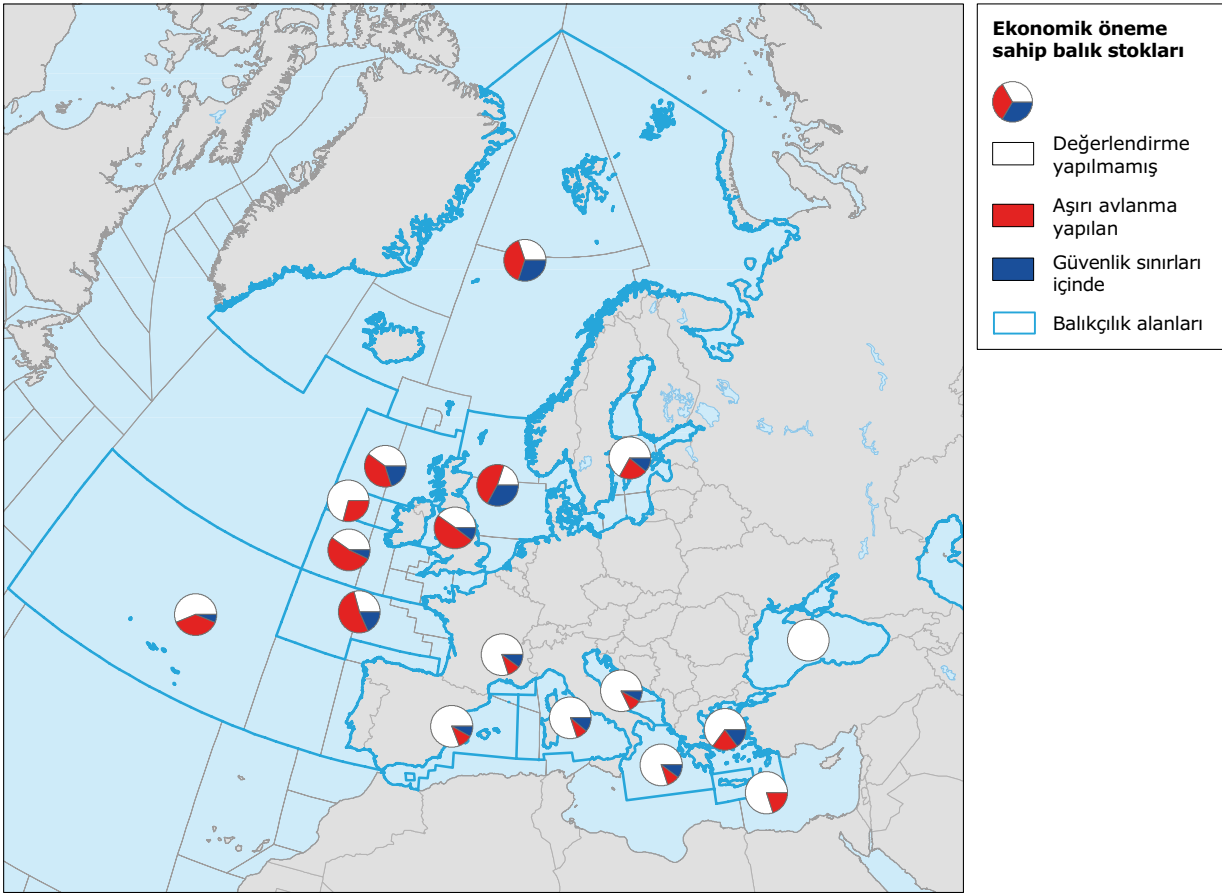 Ekonomik öneme
sahip balık stokları
Değerlendirme
yapılmamış
Aşırı avlanma
yapılan
Güvenlik sınırları
içinde
Balıkçılık alanları